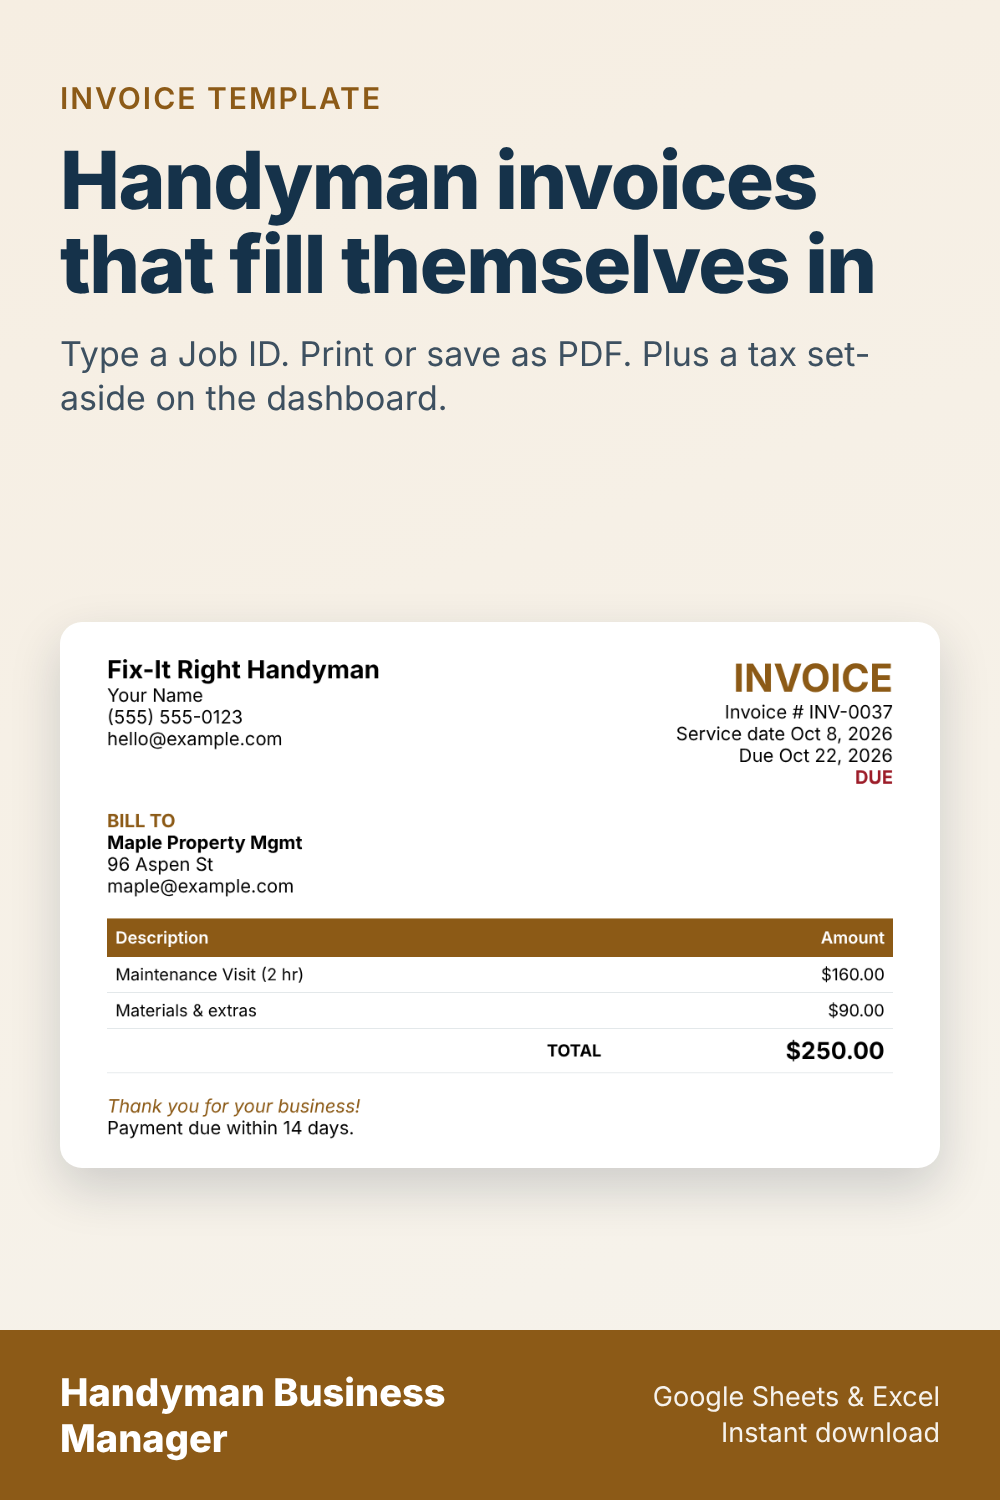 INVOICE TEMPLATE
Handyman invoices
that fill themselves in
Type a Job ID. Print or save as PDF. Plus a tax set-
aside on the dashboard.
Fix-It Right Handyman
Your Name
(555) 555-0123
hello@example.com
INVOICE
Invoice # INV-0037
Service date Oct 8, 2026
Due Oct 22, 2026
DUE
BILL TO
Maple Property Mgmt
96 Aspen St
maple@example.com
Description Amount
Maintenance Visit (2 hr) $160.00
Materials & extras $90.00
TOTAL $250.00
Thank you for your business!
Payment due within 14 days.
Handyman Business
Manager
Google Sheets & Excel
Instant download